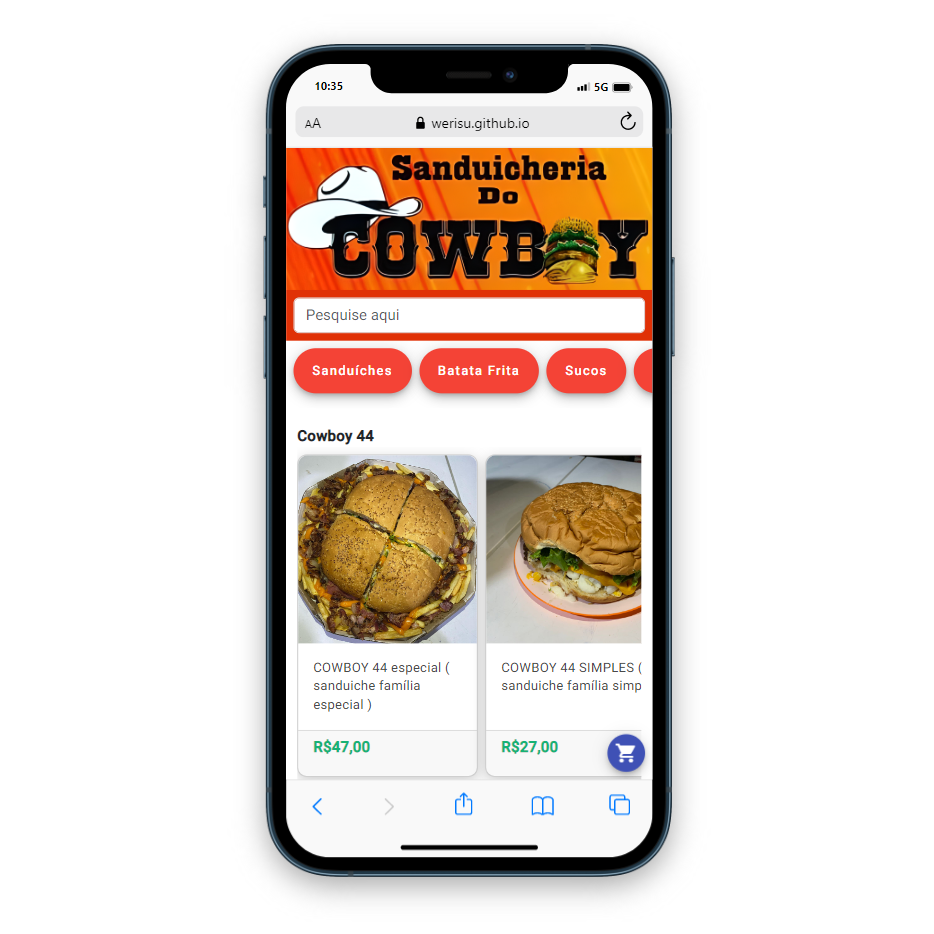 10:35
5G
AA
werisu.github.io
Sanduicheria
Do
COWBOY
Pesquise aqui
Sanduíches
Batata Frita
Sucos
Cowboy 44
COWBOY 44 especial (
sanduiche família
especial )
R$47,00
COWBOY 44 SIMPLES (
sanduiche família simp
R$27,00